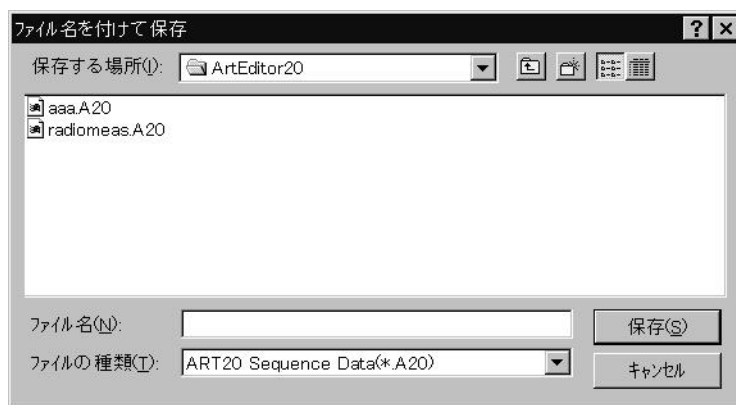 ファイル名を付けて保存
保存する場所(I): ArtEditor20
aaa.A20
radiomeas.A20
ファイル名(N):
保存(S)
ファイルの種類(T): ART20 Sequence Data(*.A20)
キャンセル